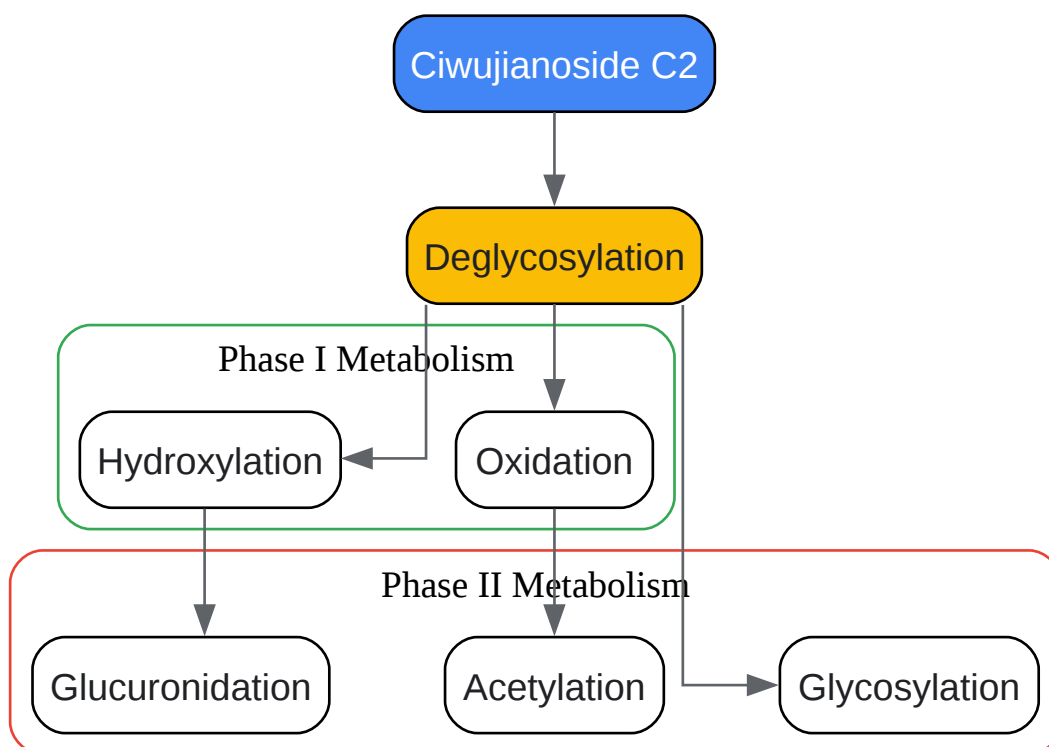 Ciwujianoside C2
Deglycosylation
Phase I Metabolism
Hydroxylation
Oxidation
Phase II Metabolism
Glucuronidation
Acetylation
Glycosylation